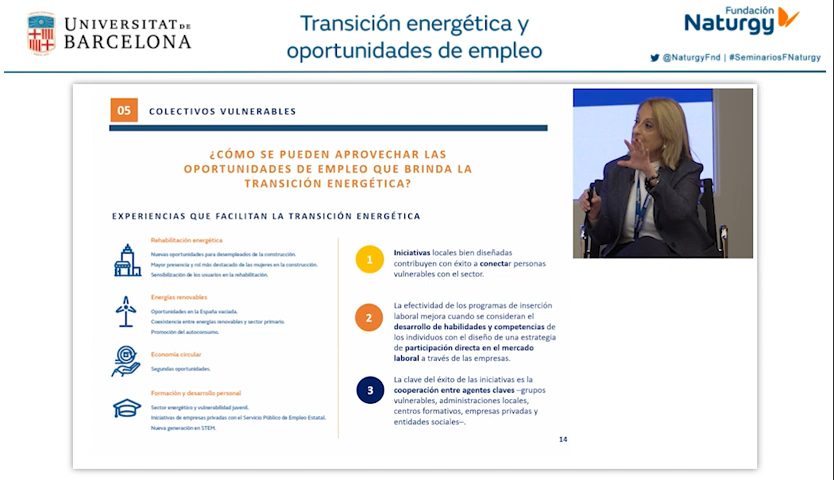 UNIVERSITAT DE
BARCELONA
Transición energética y
oportunidades de empleo
Fundación
Naturgy
@NaturgyFnd | #SeminariosFNaturgy
05 COLECTIVOS VULNERABLES
¿CÓMO SE PUEDEN APROVECHAR LAS
OPORTUNIDADES DE EMPLEO QUE BRINDA LA
TRANSICIÓN ENERGÉTICA?
EXPERIENCIAS QUE FACILITAN LA TRANSICIÓN ENERGÉTICA
Rehabilitación energética
Nuevas oportunidades para desempleados de la construcción.
Mayor presencia y rol más destacado de las mujeres en la construcción.
Sensibilización de los usuarios en la rehabilitación.
Energías renovables
Oportunidades en la España vaciada.
Coexistencia entre energías renovables y sector primario.
Promoción del autoconsumo.
Economía circular
Segundas oportunidades.
Formación y desarrollo personal
Sector energético y vulnerabilidad juvenil.
Iniciativas de empresas privadas con el Servicio Público de Empleo Estatal.
Nueva generación en STEM.
1
Iniciativas locales bien diseñadas
contribuyen con éxito a conectar personas
vulnerables con el sector.
2
La efectividad de los programas de inserción
laboral mejora cuando se consideran el
desarrollo de habilidades y competencias de
los individuos con el diseño de una estrategia
de participación directa en el mercado
laboral a través de las empresas.
3
La clave del éxito de las iniciativas es la
cooperación entre agentes claves –grupos
vulnerables, administraciones locales,
centros formativos, empresas privadas y
entidades sociales–.
14